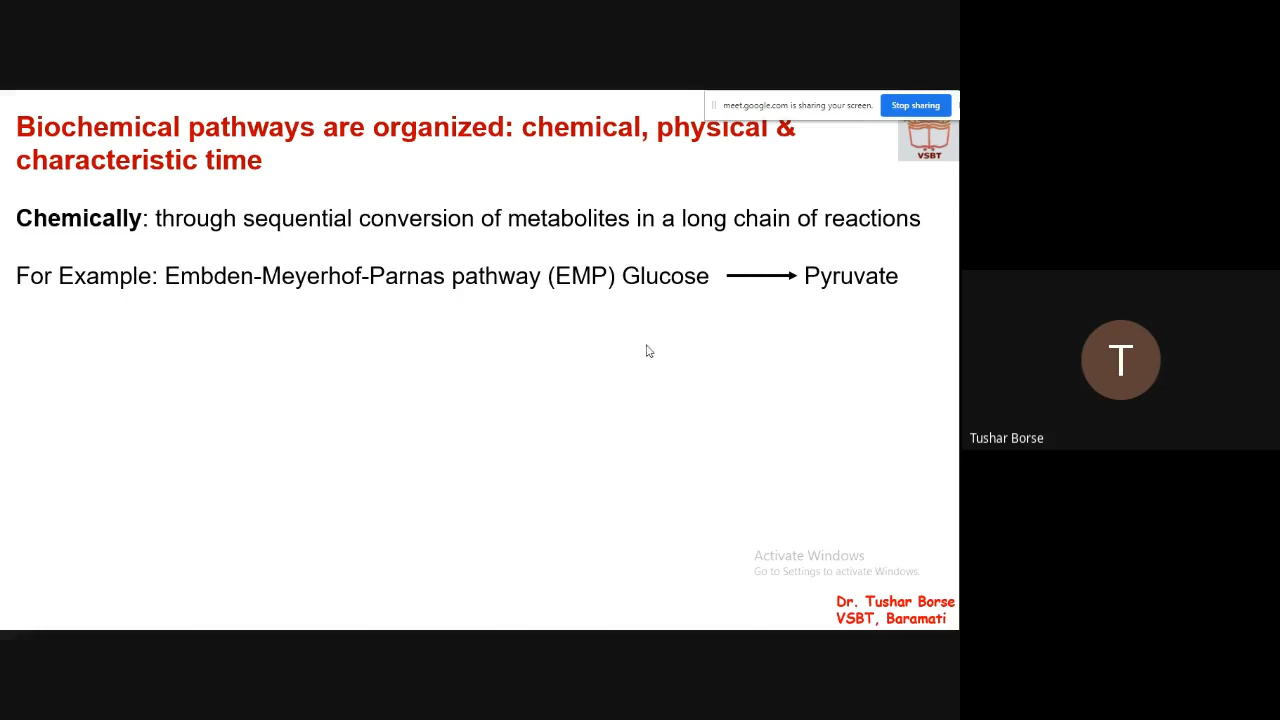 meet.google.com is sharing your screen.
Stop sharing
Biochemical pathways are organized: chemical, physical &
characteristic time
VSBT
Chemically: through sequential conversion of metabolites in a long chain of reactions
For Example: Embden-Meyerhof-Parnas pathway (EMP) Glucose
Pyruvate
T
Tushar Borse
Activate Windows
Go to Settings to activate Windows.
Dr. Tushar Borse
VSBT, Baramati